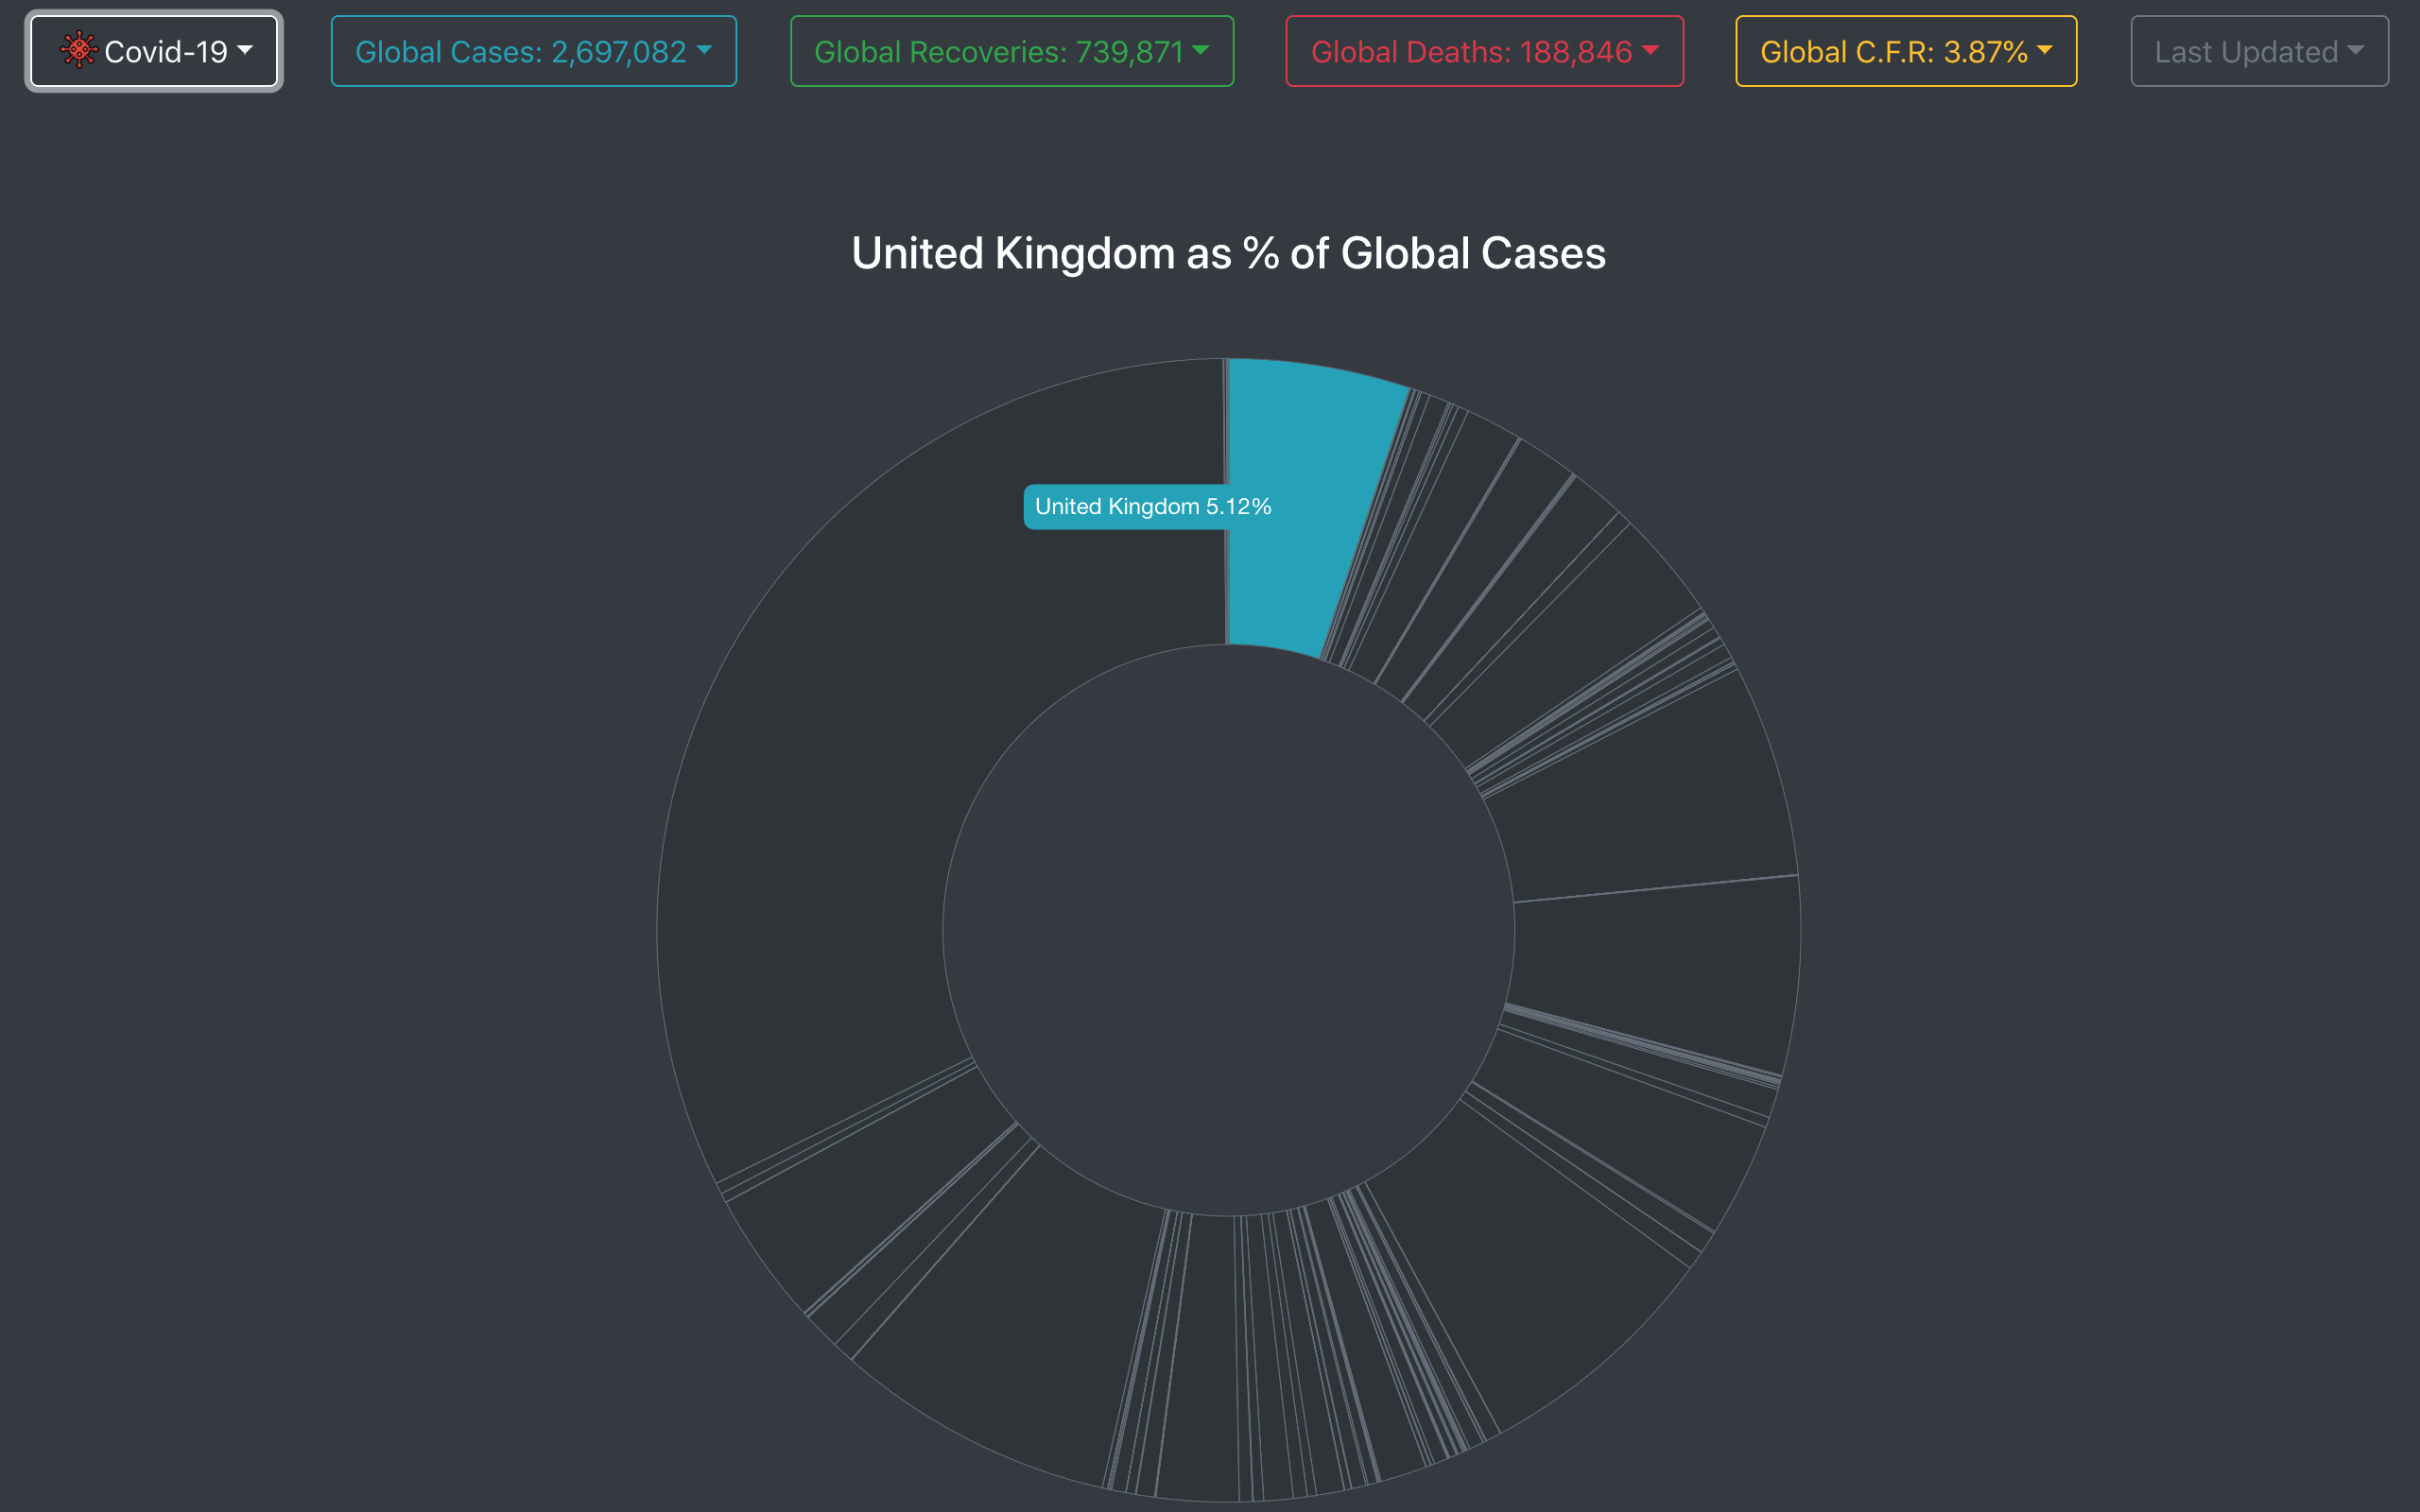 Covid-19
Global Cases: 2,697,082
Global Recoveries: 739,871
Global Deaths: 188,846
Global C.F.R: 3.87%
Last Updated
United Kingdom as % of Global Cases
United Kingdom 5.12%